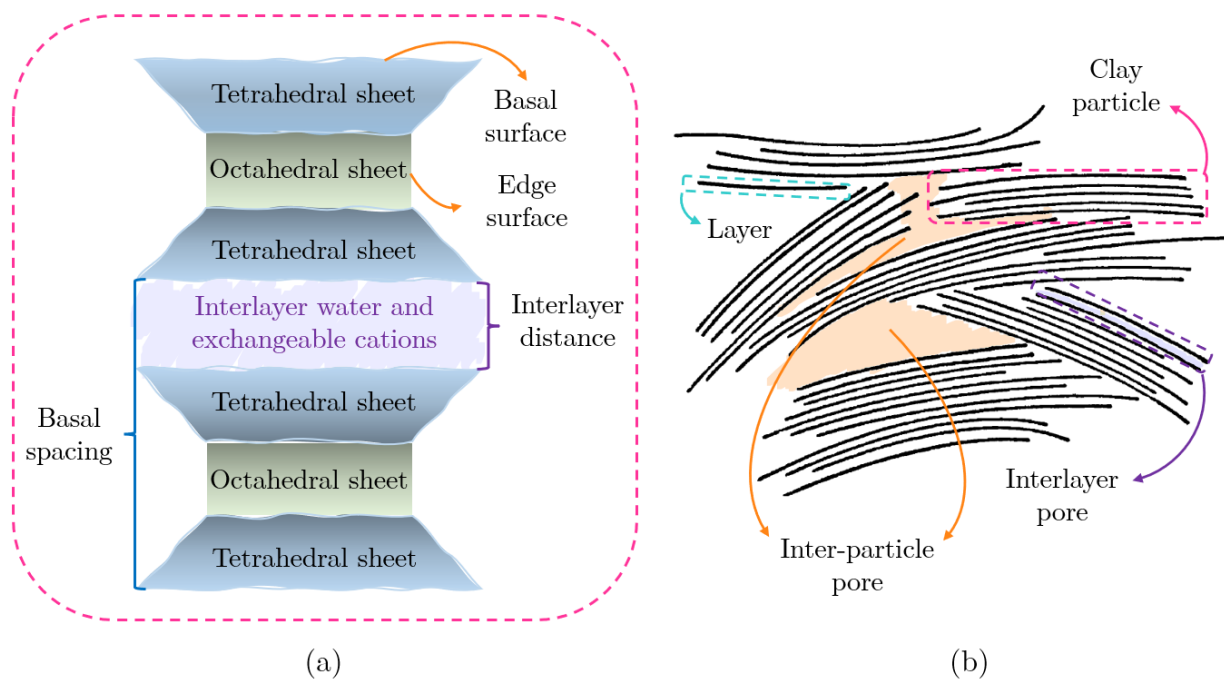 Tetrahedral sheet
Basal
surface
Octahedral sheet
Edge
surface
Tetrahedral sheet
Interlayer water and
exchangeable cations
Interlayer
distance
Tetrahedral sheet
Basal
spacing
Octahedral sheet
Tetrahedral sheet
(a)
Clay
particle
Layer
Interlayer
pore
Inter-particle
pore
(b)